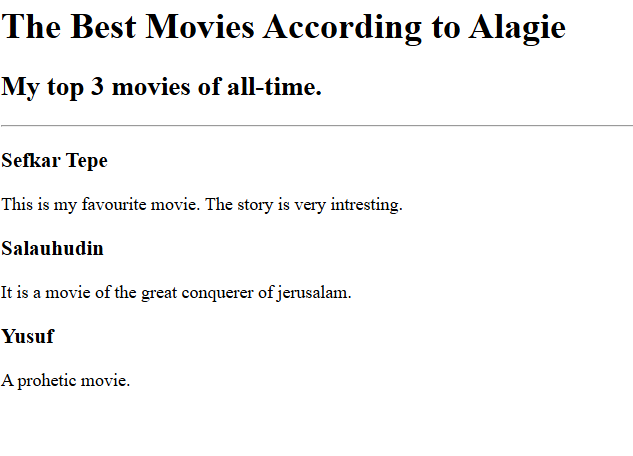 The Best Movies According to Alagie
My top 3 movies of all-time.
Sefkar Tepe
This is my favourite movie. The story is very intresting.
Salauhudin
It is a movie of the great conquerer of jerusalam.
Yusuf
A prohetic movie.